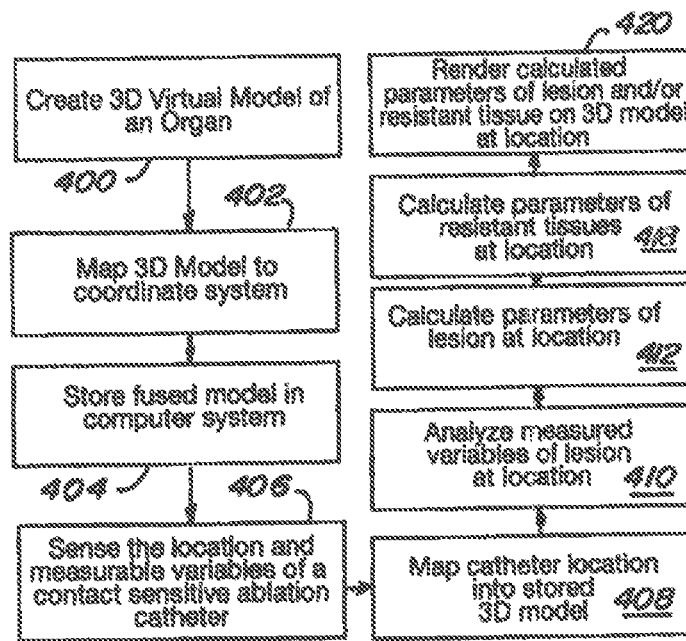 Create 3D Virtual Model of
an Organ
400
402
Map 3D Model to
coordinate system
Store fused model in
computer system
404
406
Sense the location and
measurable variables of a
contact sensitive ablation
catheter
Map catheter location
into stored
3D model 408
Analyze measured
variables of lesion
at location 410
Calculate parameters of
lesion at location
412
Calculate parameters of
resistant tissues
at location 418
420
Render calculated
parameters of lesion and/or
resistant tissue on 3D model
at location